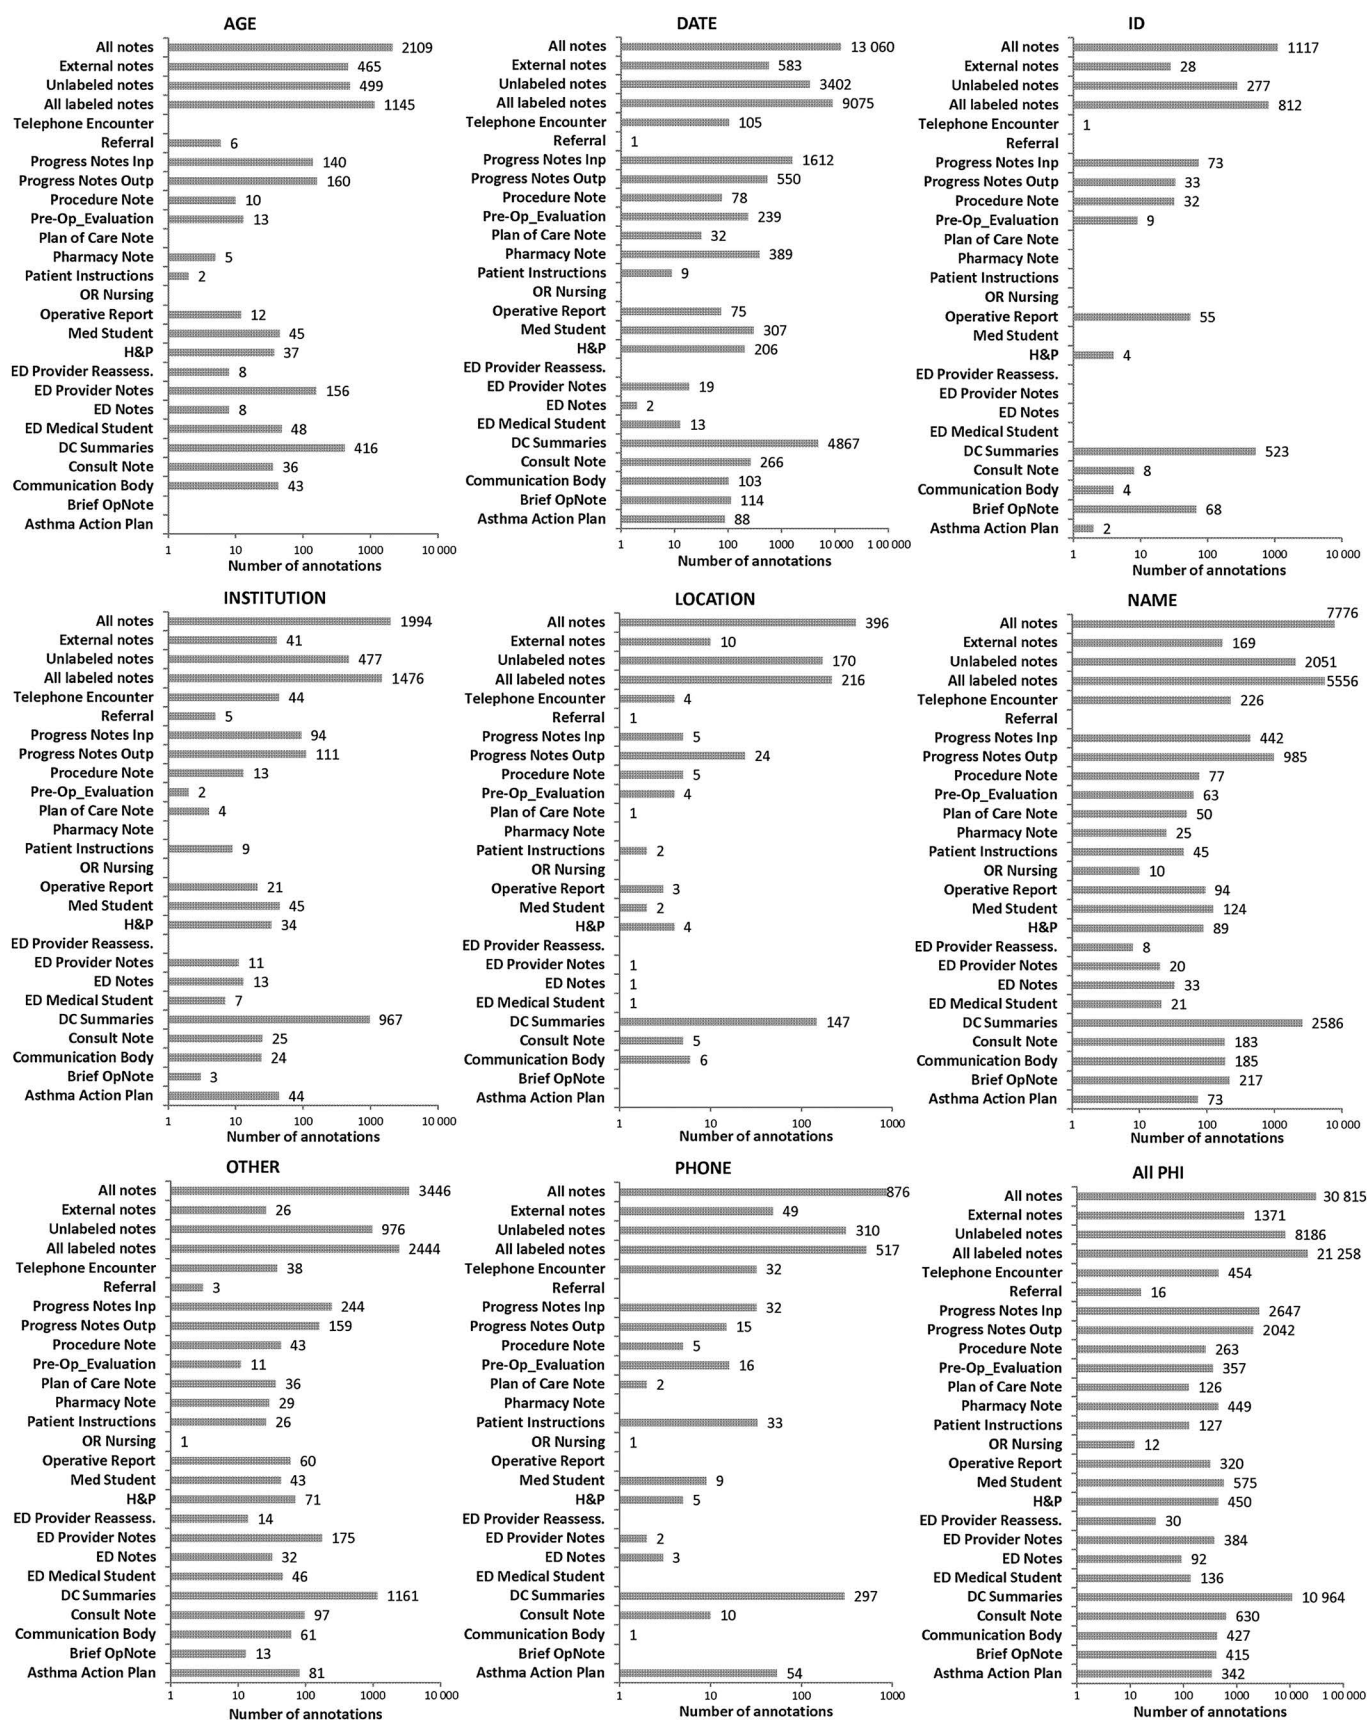 AGE
All notes 2109
External notes 465
Unlabeled notes 499
All labeled notes 1145
Telephone Encounter
Referral 6
Progress Notes Inp 140
Progress Notes Outp 160
Procedure Note 10
Pre-Op_Evaluation 13
Plan of Care Note
Pharmacy Note 5
Patient Instructions 2
OR Nursing
Operative Report 12
Med Student 45
H&P 37
ED Provider Reassess. 8
ED Provider Notes 156
ED Notes 8
ED Medical Student 48
DC Summaries 416
Consult Note 36
Communication Body 43
Brief OpNote
Asthma Action Plan
1 10 100 1000 10 000
Number of annotations
DATE
All notes 13 060
External notes 583
Unlabeled notes 3402
All labeled notes 9075
Telephone Encounter 105
Referral 1
Progress Notes Inp 1612
Progress Notes Outp 550
Procedure Note 78
Pre-Op_Evaluation 239
Plan of Care Note 32
Pharmacy Note 389
Patient Instructions 9
OR Nursing
Operative Report 75
Med Student 307
H&P 206
ED Provider Reassess.
ED Provider Notes 19
ED Notes 2
ED Medical Student 13
DC Summaries 4867
Consult Note 266
Communication Body 103
Brief OpNote 114
Asthma Action Plan 88
1 10 100 1000 10 000 1 00 000
Number of annotations
ID
All notes 1117
External notes 28
Unlabeled notes 277
All labeled notes 812
Telephone Encounter 1
Referral
Progress Notes Inp 73
Progress Notes Outp 33
Procedure Note 32
Pre-Op_Evaluation 9
Plan of Care Note
Pharmacy Note
Patient Instructions
OR Nursing
Operative Report 55
Med Student
H&P 4
ED Provider Reassess.
ED Provider Notes
ED Notes
ED Medical Student
DC Summaries 523
Consult Note 8
Communication Body 4
Brief OpNote 68
Asthma Action Plan 2
1 10 100 1000 10 000
Number of annotations
INSTITUTION
All notes 1994
External notes 41
Unlabeled notes 477
All labeled notes 1476
Telephone Encounter 44
Referral 5
Progress Notes Inp 94
Progress Notes Outp 111
Procedure Note 13
Pre-Op_Evaluation 2
Plan of Care Note 4
Pharmacy Note
Patient Instructions 9
OR Nursing
Operative Report 21
Med Student 45
H&P 34
ED Provider Reassess.
ED Provider Notes 11
ED Notes 13
ED Medical Student 7
DC Summaries 967
Consult Note 25
Communication Body 24
Brief OpNote 3
Asthma Action Plan 44
1 10 100 1000 10 000
Number of annotations
LOCATION
All notes 396
External notes 10
Unlabeled notes 170
All labeled notes 216
Telephone Encounter 4
Referral 1
Progress Notes Inp 5
Progress Notes Outp 24
Procedure Note 5
Pre-Op_Evaluation 4
Plan of Care Note 1
Pharmacy Note
Patient Instructions 2
OR Nursing
Operative Report 3
Med Student 2
H&P 4
ED Provider Reassess.
ED Provider Notes 1
ED Notes 1
ED Medical Student 1
DC Summaries 147
Consult Note 5
Communication Body 6
Brief OpNote
Asthma Action Plan
1 10 100 1000
Number of annotations
NAME
All notes 7776
External notes 169
Unlabeled notes 2051
All labeled notes 5556
Telephone Encounter 226
Referral
Progress Notes Inp 442
Progress Notes Outp 985
Procedure Note 77
Pre-Op_Evaluation 63
Plan of Care Note 50
Pharmacy Note 25
Patient Instructions 45
OR Nursing 10
Operative Report 94
Med Student 124
H&P 89
ED Provider Reassess. 8
ED Provider Notes 20
ED Notes 33
ED Medical Student 21
DC Summaries 2586
Consult Note 183
Communication Body 185
Brief OpNote 217
Asthma Action Plan 73
1 10 100 1000 10 000
Number of annotations
OTHER
All notes 3446
External notes 26
Unlabeled notes 976
All labeled notes 2444
Telephone Encounter 38
Referral 3
Progress Notes Inp 244
Progress Notes Outp 159
Procedure Note 43
Pre-Op_Evaluation 11
Plan of Care Note 36
Pharmacy Note 29
Patient Instructions 26
OR Nursing 1
Operative Report 60
Med Student 43
H&P 71
ED Provider Reassess. 14
ED Provider Notes 175
ED Notes 32
ED Medical Student 46
DC Summaries 1161
Consult Note 97
Communication Body 61
Brief OpNote 13
Asthma Action Plan 81
1 10 100 1000 10 000
Number of annotations
PHONE
All notes 876
External notes 49
Unlabeled notes 310
All labeled notes 517
Telephone Encounter 32
Referral
Progress Notes Inp 32
Progress Notes Outp 15
Procedure Note 5
Pre-Op_Evaluation 16
Plan of Care Note 2
Pharmacy Note
Patient Instructions 33
OR Nursing 1
Operative Report
Med Student 9
H&P 5
ED Provider Reassess.
ED Provider Notes 2
ED Notes 3
ED Medical Student
DC Summaries 297
Consult Note 10
Communication Body 1
Brief OpNote
Asthma Action Plan 54
1 10 100 1000
Number of annotations
All PHI
All notes 30 815
External notes 1371
Unlabeled notes 8186
All labeled notes 21 258
Telephone Encounter 454
Referral 16
Progress Notes Inp 2647
Progress Notes Outp 2042
Procedure Note 263
Pre-Op_Evaluation 357
Plan of Care Note 126
Pharmacy Note 449
Patient Instructions 127
OR Nursing 12
Operative Report 320
Med Student 575
H&P 450
ED Provider Reassess. 30
ED Provider Notes 384
ED Notes 92
ED Medical Student 136
DC Summaries 10 964
Consult Note 630
Communication Body 427
Brief OpNote 415
Asthma Action Plan 342
1 10 100 1000 10 000 1 00 000
Number of annotations